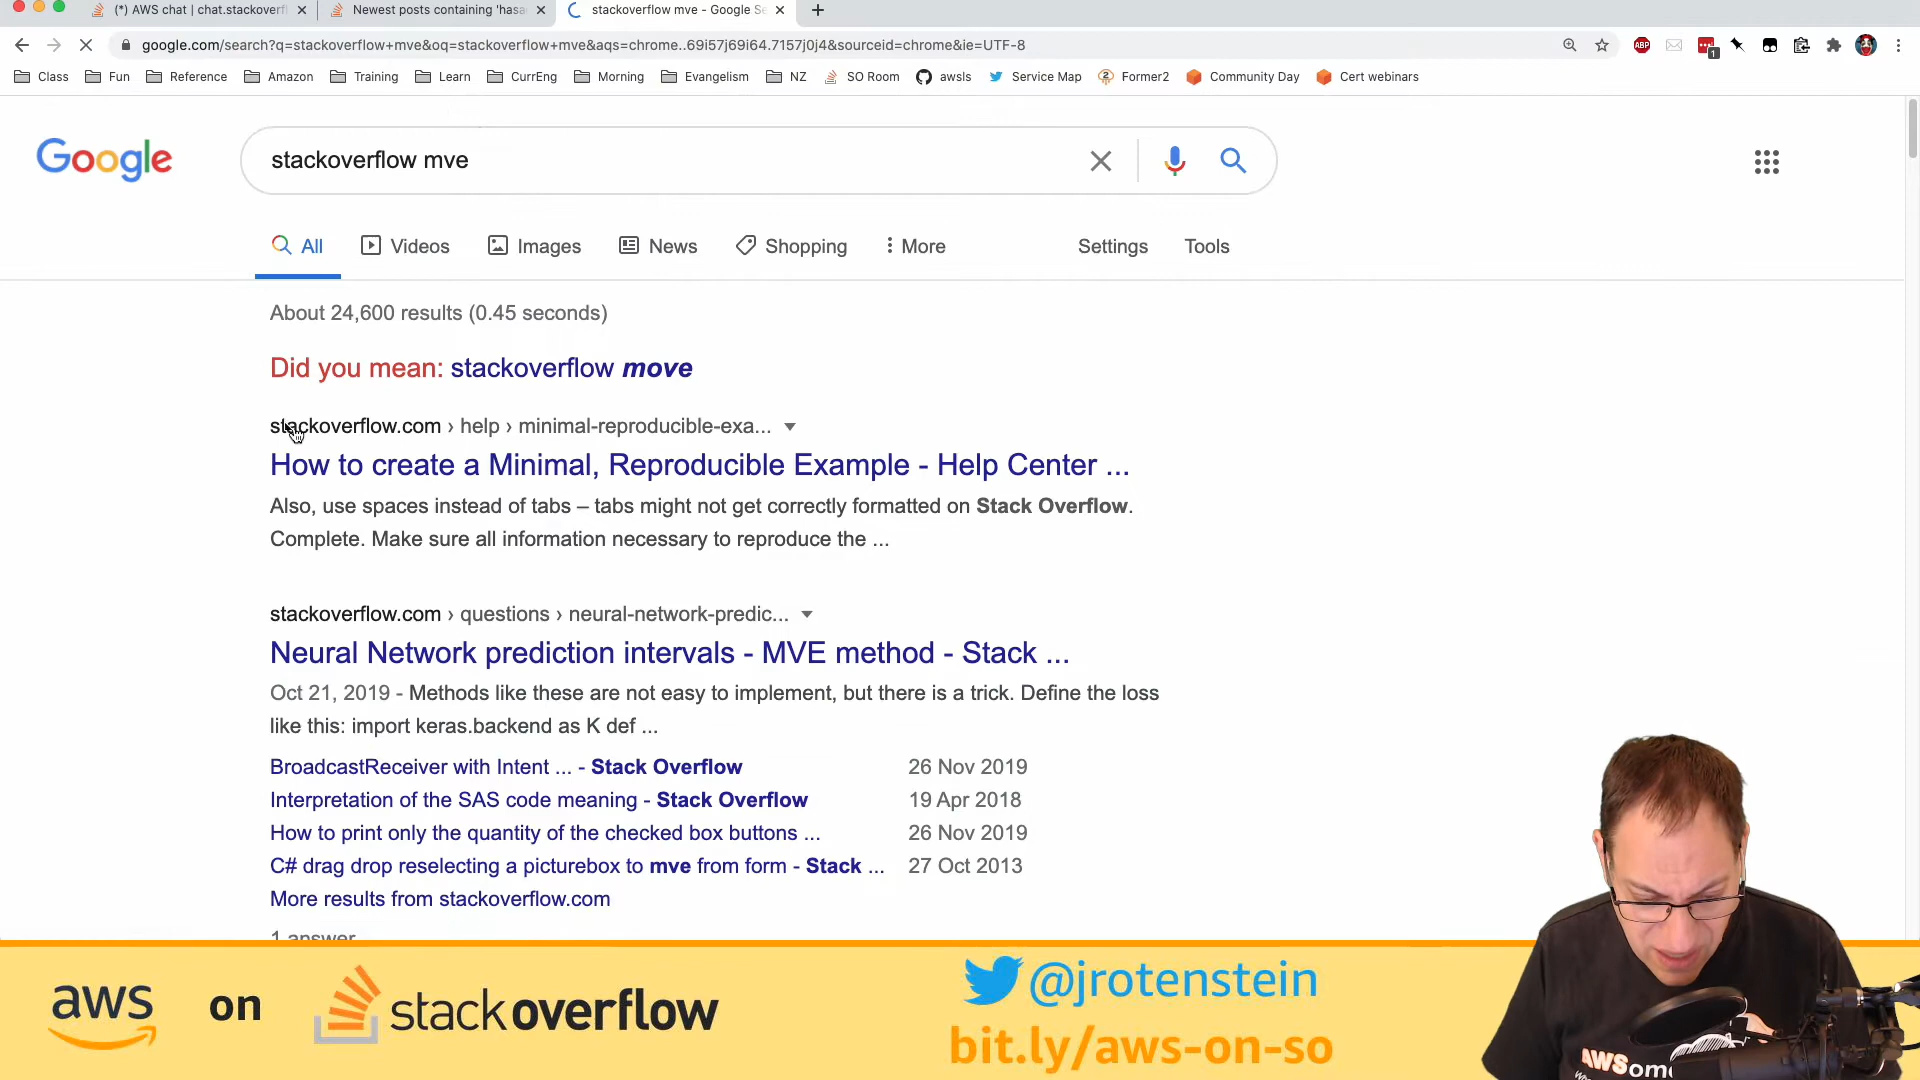 (*) AWS chat | chat.stackoverf
Newest posts containing 'hasa
stackoverflow mve - Google Se
google.com/search?q=stackoverflow+mve&oq=stackoverflow+mve&aqs=chrome..69i57j69i64.7157j0j4&sourceid=chrome&ie=UTF-8
ABP
1
Class Fun Reference Amazon Training Learn CurrEng Morning Evangelism NZ SO Room awsls Service Map Former2 Community Day Cert webinars
Google
stackoverflow mve
All Videos Images News Shopping More Settings Tools
About 24,600 results (0.45 seconds)
Did you mean: stackoverflow move
stackoverflow.com › help › minimal-reproducible-exa...
How to create a Minimal, Reproducible Example - Help Center ...
Also, use spaces instead of tabs – tabs might not get correctly formatted on Stack Overflow.
Complete. Make sure all information necessary to reproduce the ...
stackoverflow.com › questions › neural-network-predic...
Neural Network prediction intervals - MVE method - Stack ...
Oct 21, 2019 - Methods like these are not easy to implement, but there is a trick. Define the loss
like this: import keras.backend as K def ...
BroadcastReceiver with Intent ... - Stack Overflow 26 Nov 2019
Interpretation of the SAS code meaning - Stack Overflow 19 Apr 2018
How to print only the quantity of the checked box buttons ... 26 Nov 2019
C# drag drop reselecting a picturebox to mve from form - Stack ... 27 Oct 2013
More results from stackoverflow.com
1 answer
aws on stackoverflow
@jrotenstein
bit.ly/aws-on-so
AWSome